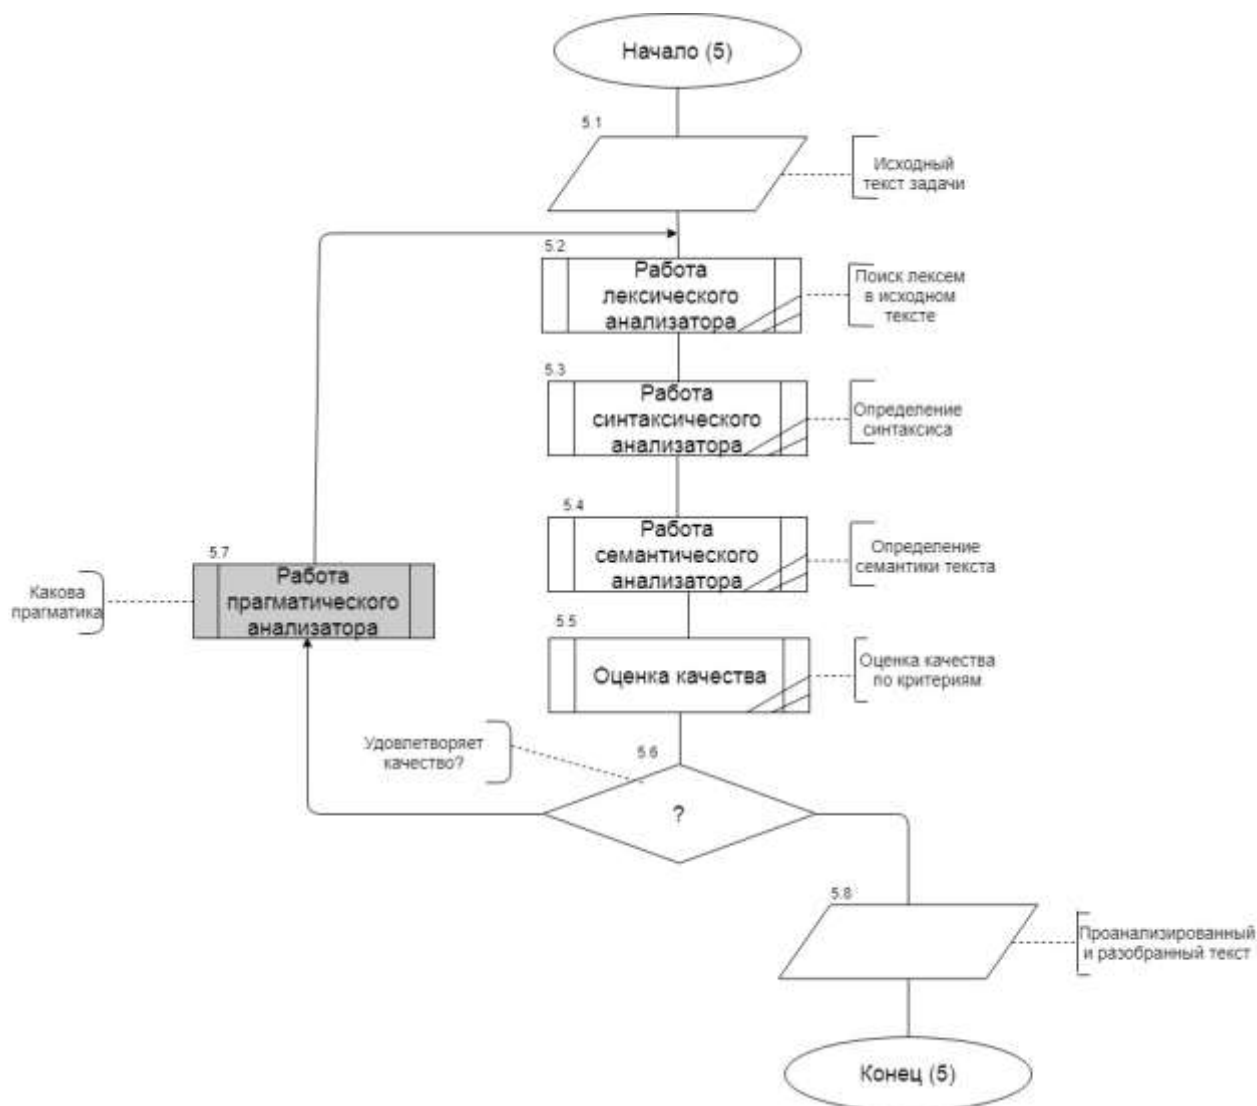 Начало (5)
5.1
Исходный
текст задачи
5.2
Работа
лексического
анализатора
Поиск лексем
в исходном
тексте
5.3
Работа
синтаксического
анализатора
Определение
синтаксиса
5.4
Работа
семантического
анализатора
Определение
семантики текста
5.7
Работа
прагматического
анализатора
Какова
прагматика
5.5
Оценка качества
Оценка качества
по критериям
Удовлетворяет
качество?
5.6
?
5.8
Проанализированный
и разобранный текст
Конец (5)